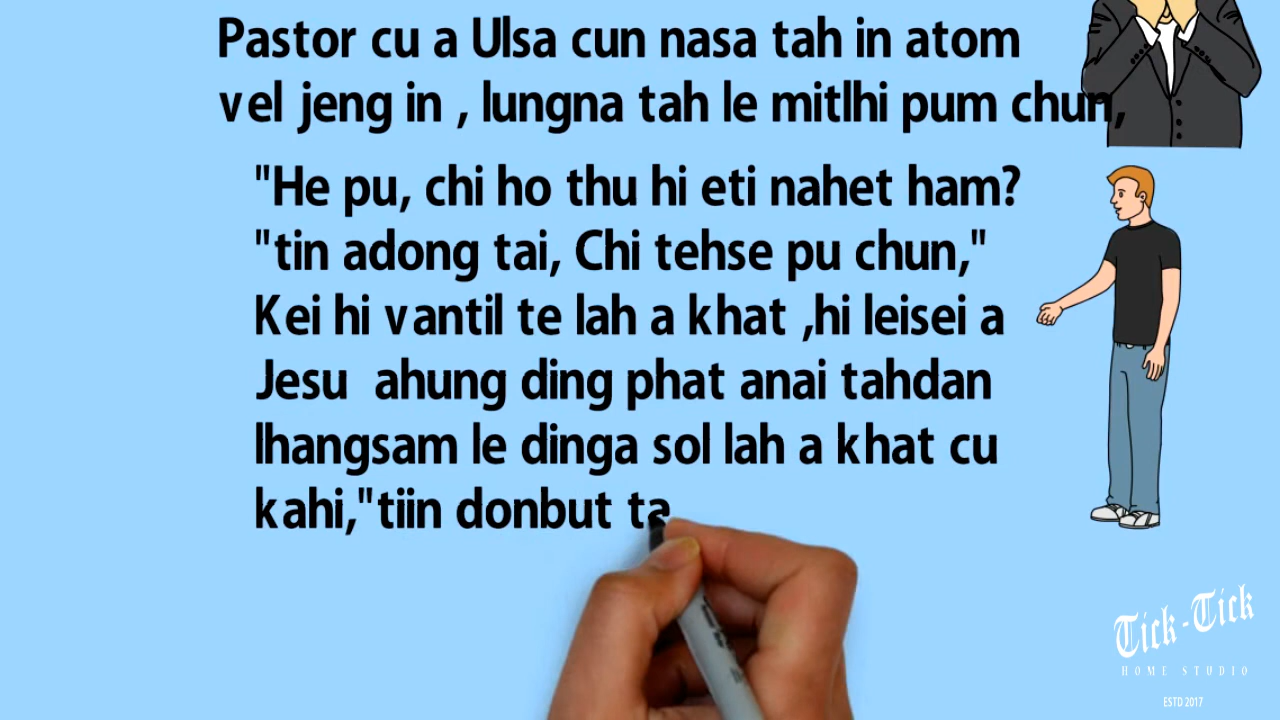 Pastor cu a Ulsa cun nasa tah in atom
vel jeng in , lungna tah le mitlhi pum chun,
"He pu, chi ho thu hi eti nahet ham?
"tin adong tai, Chi tehse pu chun,"
Kei hi vantil te lah a khat ,hi leisei a
Jesu ahung ding phat anai tahdan
lhangsam le dinga sol lah a khat cu
kahi,"tiin donbut ta
Tick-Tick
HOME STUDIO
ESTD 2017